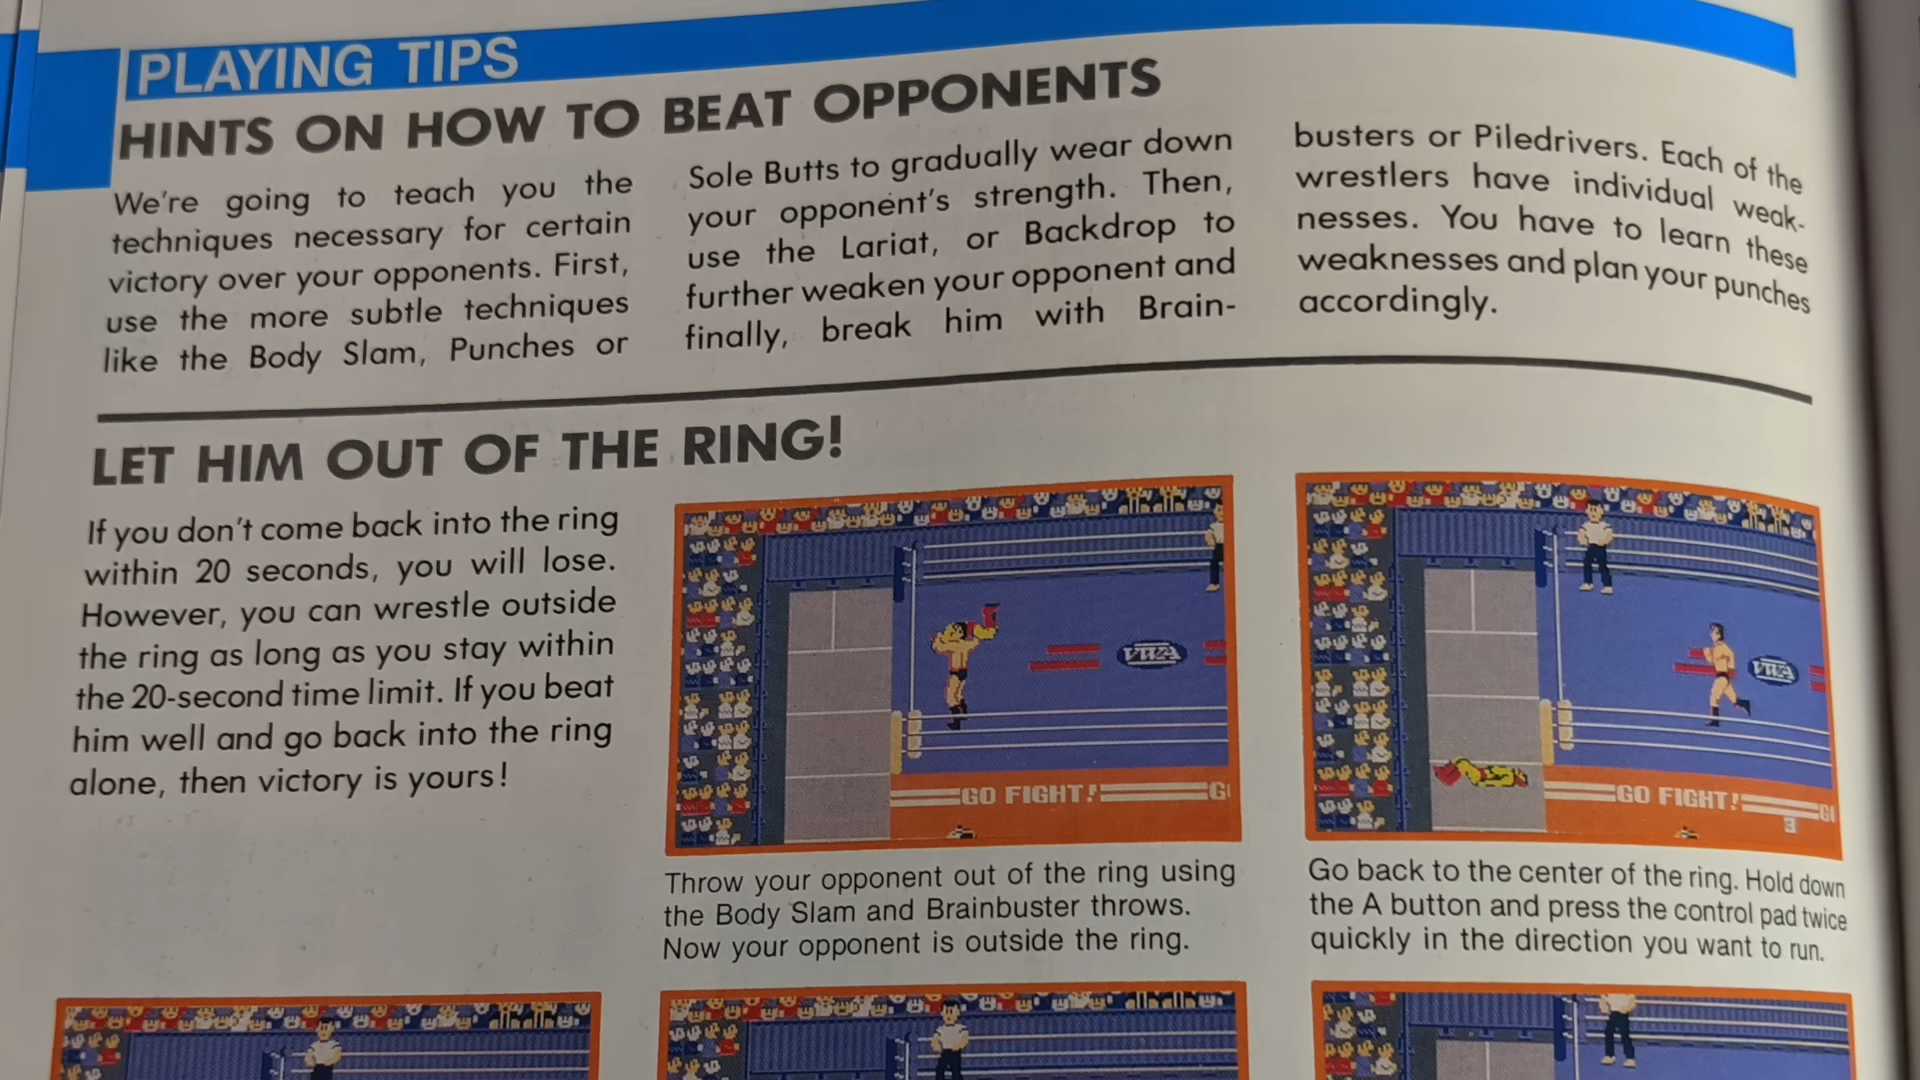 PLAYING TIPS
HINTS ON HOW TO BEAT OPPONENTS
We're going to teach you the
techniques necessary for certain
victory over your opponents. First,
use the more subtle techniques
like the Body Slam, Punches or
Sole Butts to gradually wear down
your opponent's strength. Then,
use the Lariat, or Backdrop to
further weaken your opponent and
finally, break him with Brain-
busters or Piledrivers. Each of the
wrestlers have individual weak-
nesses. You have to learn these
weaknesses and plan your punches
accordingly.
LET HIM OUT OF THE RING!
If you don't come back into the ring
within 20 seconds, you will lose.
However, you can wrestle outside
the ring as long as you stay within
the 20-second time limit. If you beat
him well and go back into the ring
alone, then victory is yours!
GO FIGHT!
Throw your opponent out of the ring using
the Body Slam and Brainbuster throws.
Now your opponent is outside the ring.
GO FIGHT!
Go back to the center of the ring. Hold down
the A button and press the control pad twice
quickly in the direction you want to run.